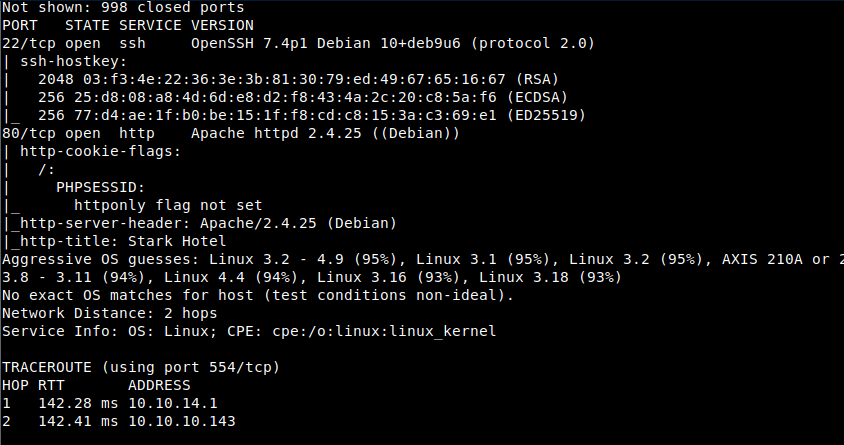 Not shown: 998 closed ports
PORT   STATE SERVICE VERSION
22/tcp open  ssh     OpenSSH 7.4p1 Debian 10+deb9u6 (protocol 2.0)
| ssh-hostkey:
|   2048 03:f3:4e:22:36:3e:3b:81:30:79:ed:49:67:65:16:67 (RSA)
|   256 25:d8:08:a8:4d:6d:e8:d2:f8:43:4a:2c:20:c8:5a:f6 (ECDSA)
|_  256 77:d4:ae:1f:b0:be:15:1f:f8:cd:c8:15:3a:c3:69:e1 (ED25519)
80/tcp open  http    Apache httpd 2.4.25 ((Debian))
| http-cookie-flags:
|   /:
|     PHPSESSID:
|_      httponly flag not set
|_http-server-header: Apache/2.4.25 (Debian)
|_http-title: Stark Hotel
Aggressive OS guesses: Linux 3.2 - 4.9 (95%), Linux 3.1 (95%), Linux 3.2 (95%), AXIS 210A or 2
3.8 - 3.11 (94%), Linux 4.4 (94%), Linux 3.16 (93%), Linux 3.18 (93%)
No exact OS matches for host (test conditions non-ideal).
Network Distance: 2 hops
Service Info: OS: Linux; CPE: cpe:/o:linux:linux_kernel

TRACEROUTE (using port 554/tcp)
HOP RTT       ADDRESS
1   142.28 ms 10.10.14.1
2   142.41 ms 10.10.10.143